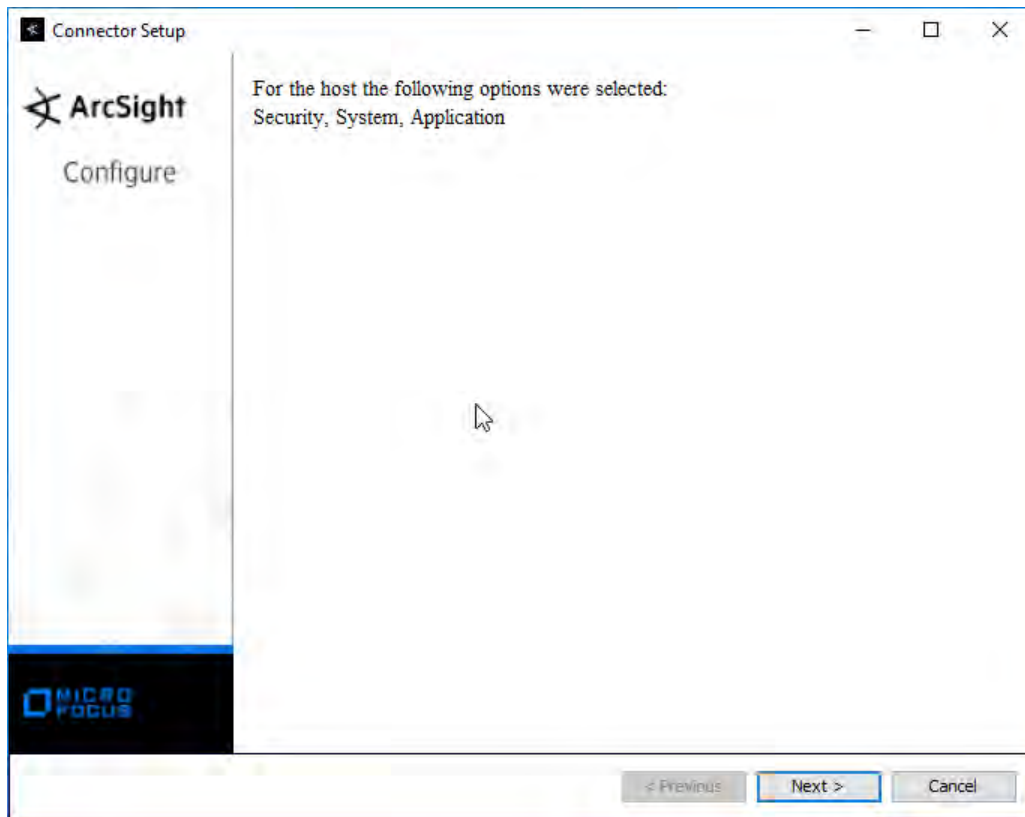 Connector Setup
ArcSight
Configure
For the host the following options were selected:
Security, System, Application
MICRO
FOCUS
< Previous
Next >
Cancel